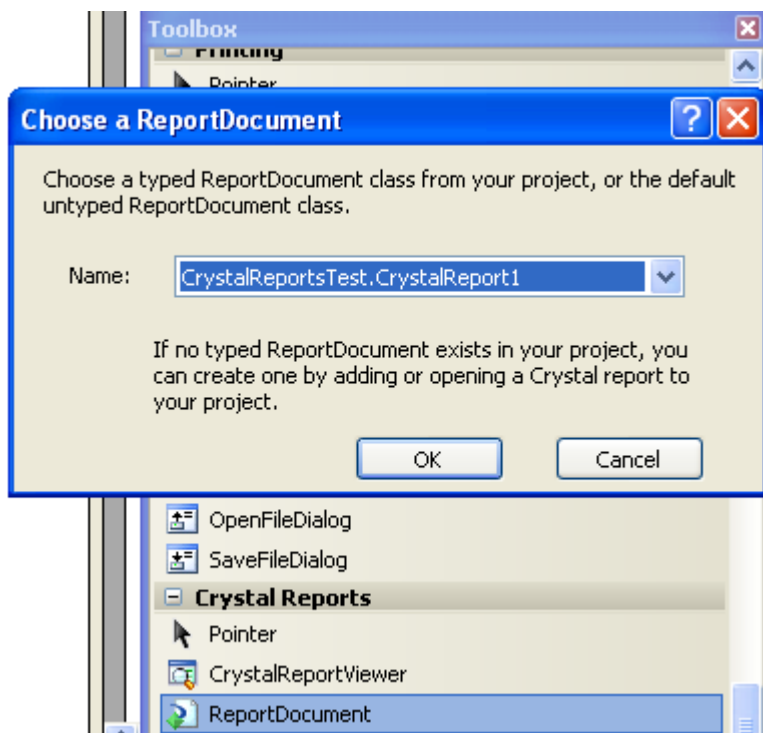 Toolbox
Printing
Pointer
Choose a ReportDocument
Choose a typed ReportDocument class from your project, or the default
untyped ReportDocument class.
Name: CrystalReportsTest.CrystalReport1
If no typed ReportDocument exists in your project, you
can create one by adding or opening a Crystal report to
your project.
OK Cancel
OpenFileDialog
SaveFileDialog
Crystal Reports
Pointer
CrystalReportViewer
ReportDocument